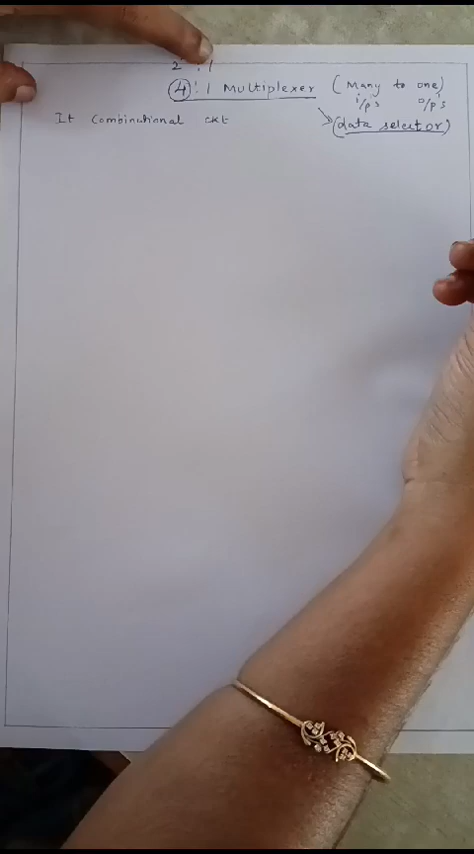 2 : 1
4 : 1 Multiplexer ( Many to one )
i/p's o/p's
It Combinational ckt (data selector)